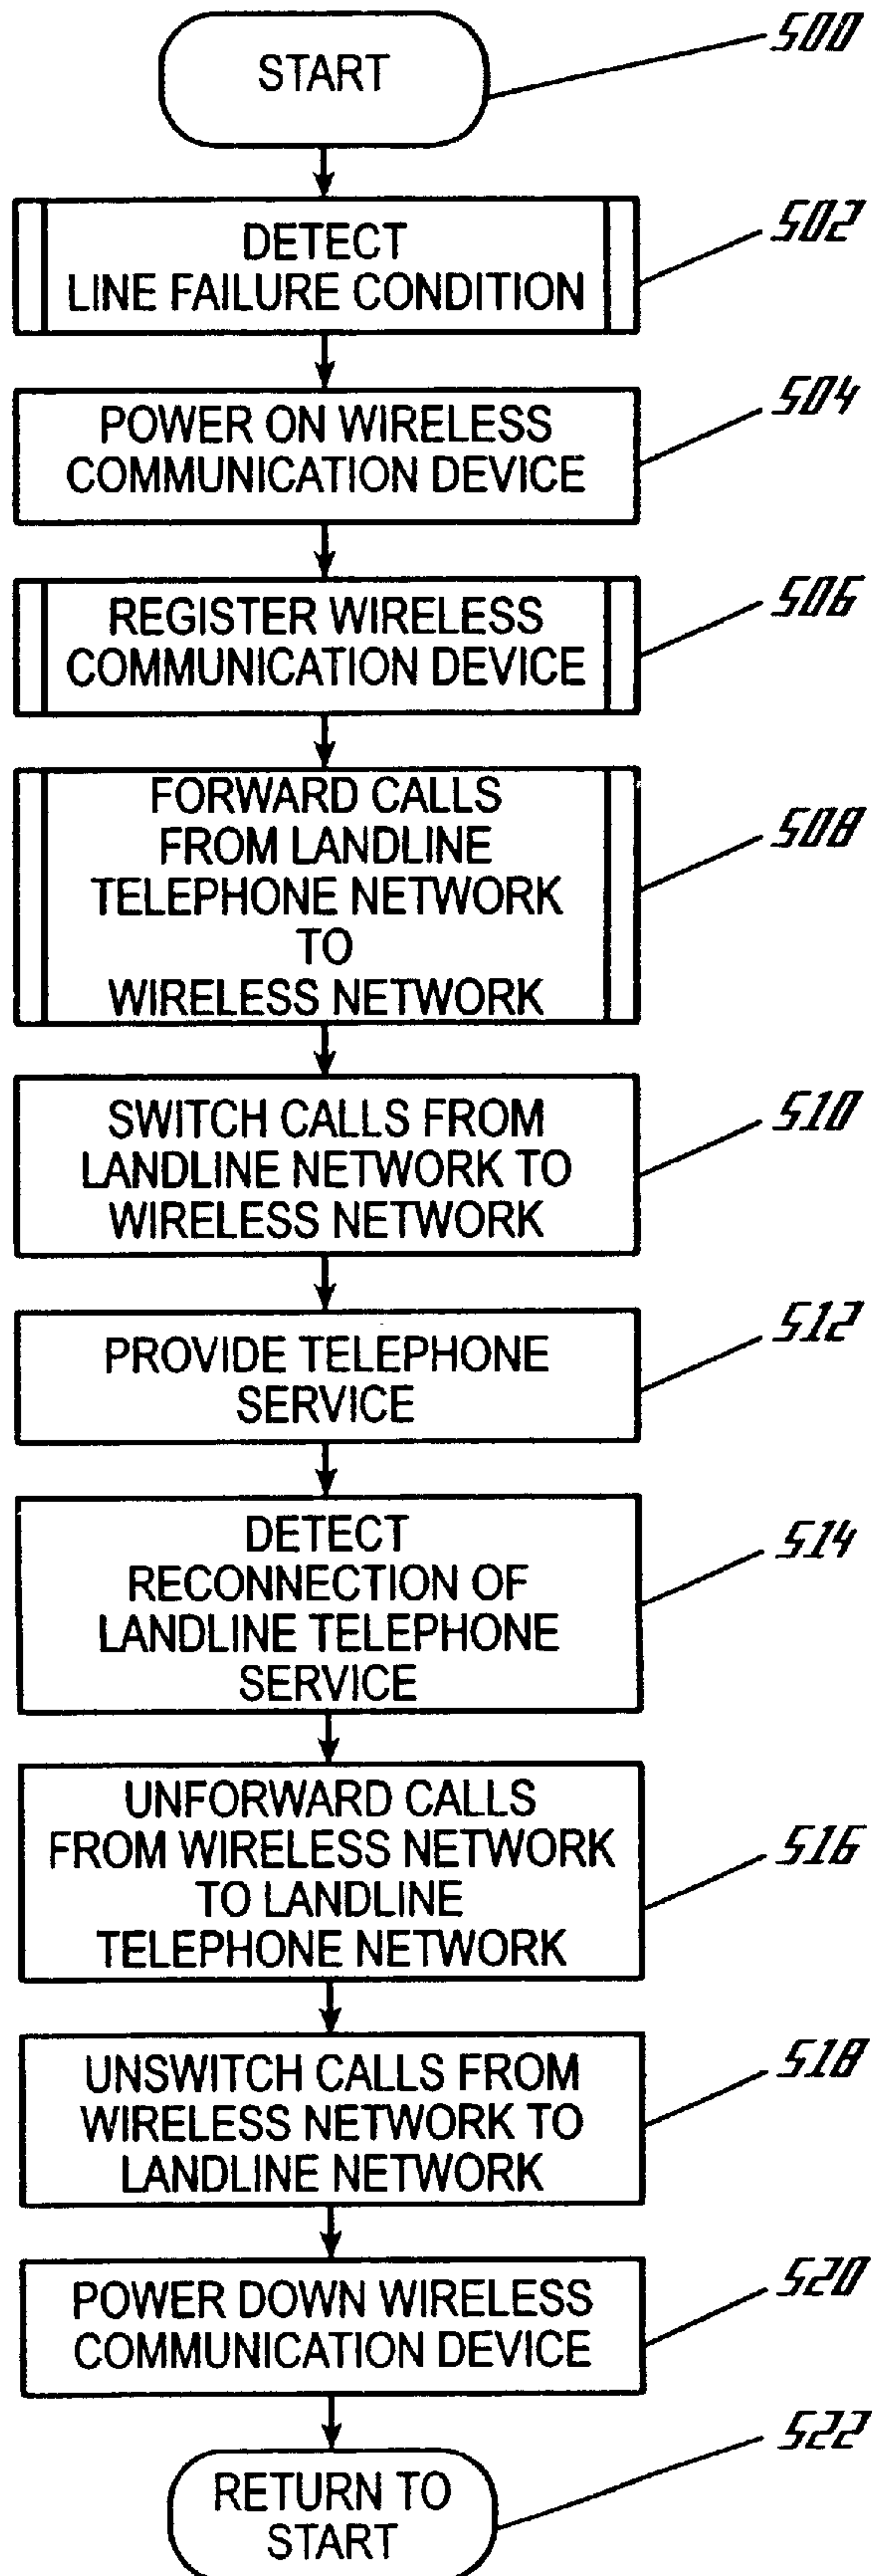 START
500
DETECT
LINE FAILURE CONDITION
502
POWER ON WIRELESS
COMMUNICATION DEVICE
504
REGISTER WIRELESS
COMMUNICATION DEVICE
506
FORWARD CALLS
FROM LANDLINE
TELEPHONE NETWORK
TO
WIRELESS NETWORK
508
SWITCH CALLS FROM
LANDLINE NETWORK TO
WIRELESS NETWORK
510
PROVIDE TELEPHONE
SERVICE
512
DETECT
RECONNECTION OF
LANDLINE TELEPHONE
SERVICE
514
UNFORWARD CALLS
FROM WIRELESS NETWORK
TO LANDLINE
TELEPHONE NETWORK
516
UNSWITCH CALLS FROM
WIRELESS NETWORK TO
LANDLINE NETWORK
518
POWER DOWN WIRELESS
COMMUNICATION DEVICE
520
RETURN TO
START
522